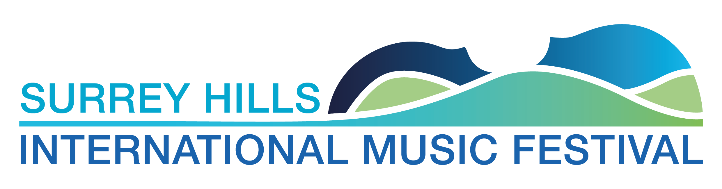 SURREY HILLS
INTERNATIONAL MUSIC FESTIVAL